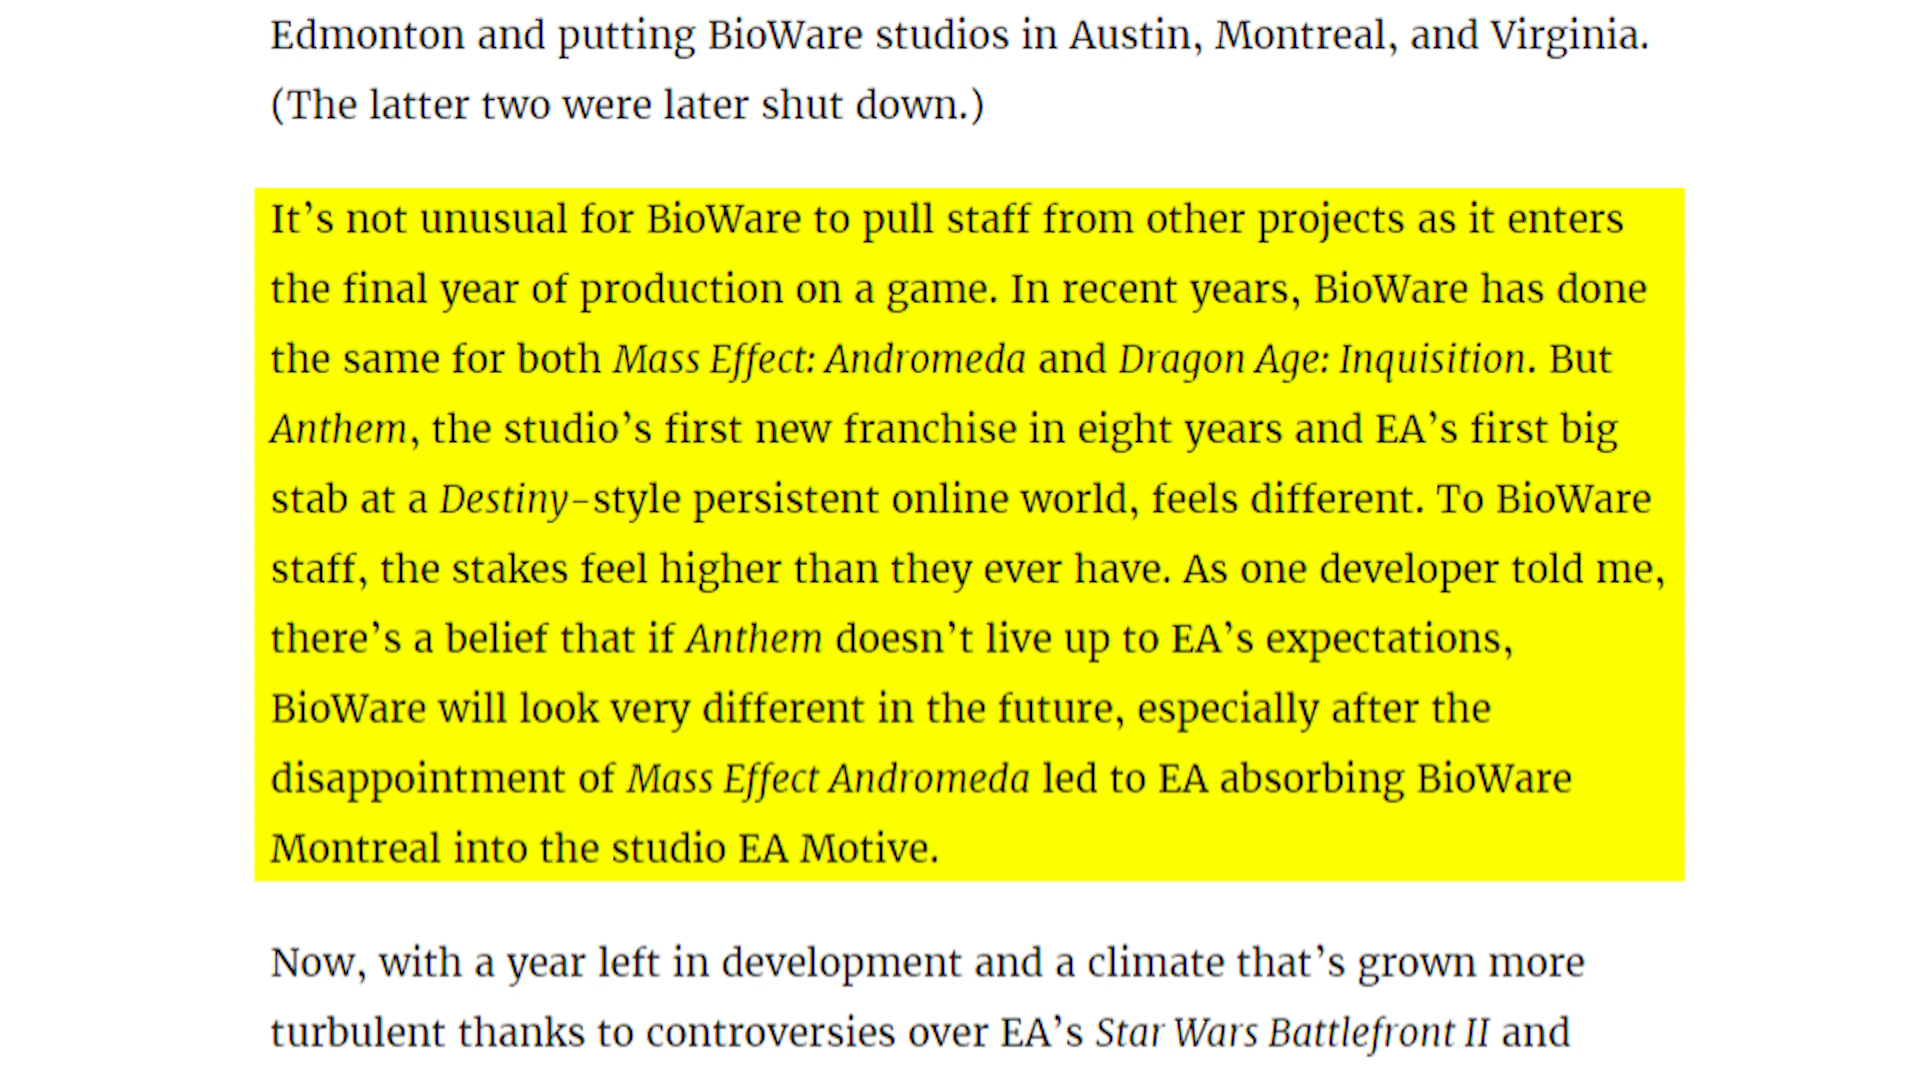 Edmonton and putting BioWare studios in Austin, Montreal, and Virginia.
(The latter two were later shut down.)
It’s not unusual for BioWare to pull staff from other projects as it enters
the final year of production on a game. In recent years, BioWare has done
the same for both Mass Effect: Andromeda and Dragon Age: Inquisition. But
Anthem, the studio’s first new franchise in eight years and EA’s first big
stab at a Destiny-style persistent online world, feels different. To BioWare
staff, the stakes feel higher than they ever have. As one developer told me,
there’s a belief that if Anthem doesn’t live up to EA’s expectations,
BioWare will look very different in the future, especially after the
disappointment of Mass Effect Andromeda led to EA absorbing BioWare
Montreal into the studio EA Motive.
Now, with a year left in development and a climate that’s grown more
turbulent thanks to controversies over EA’s Star Wars Battlefront II and